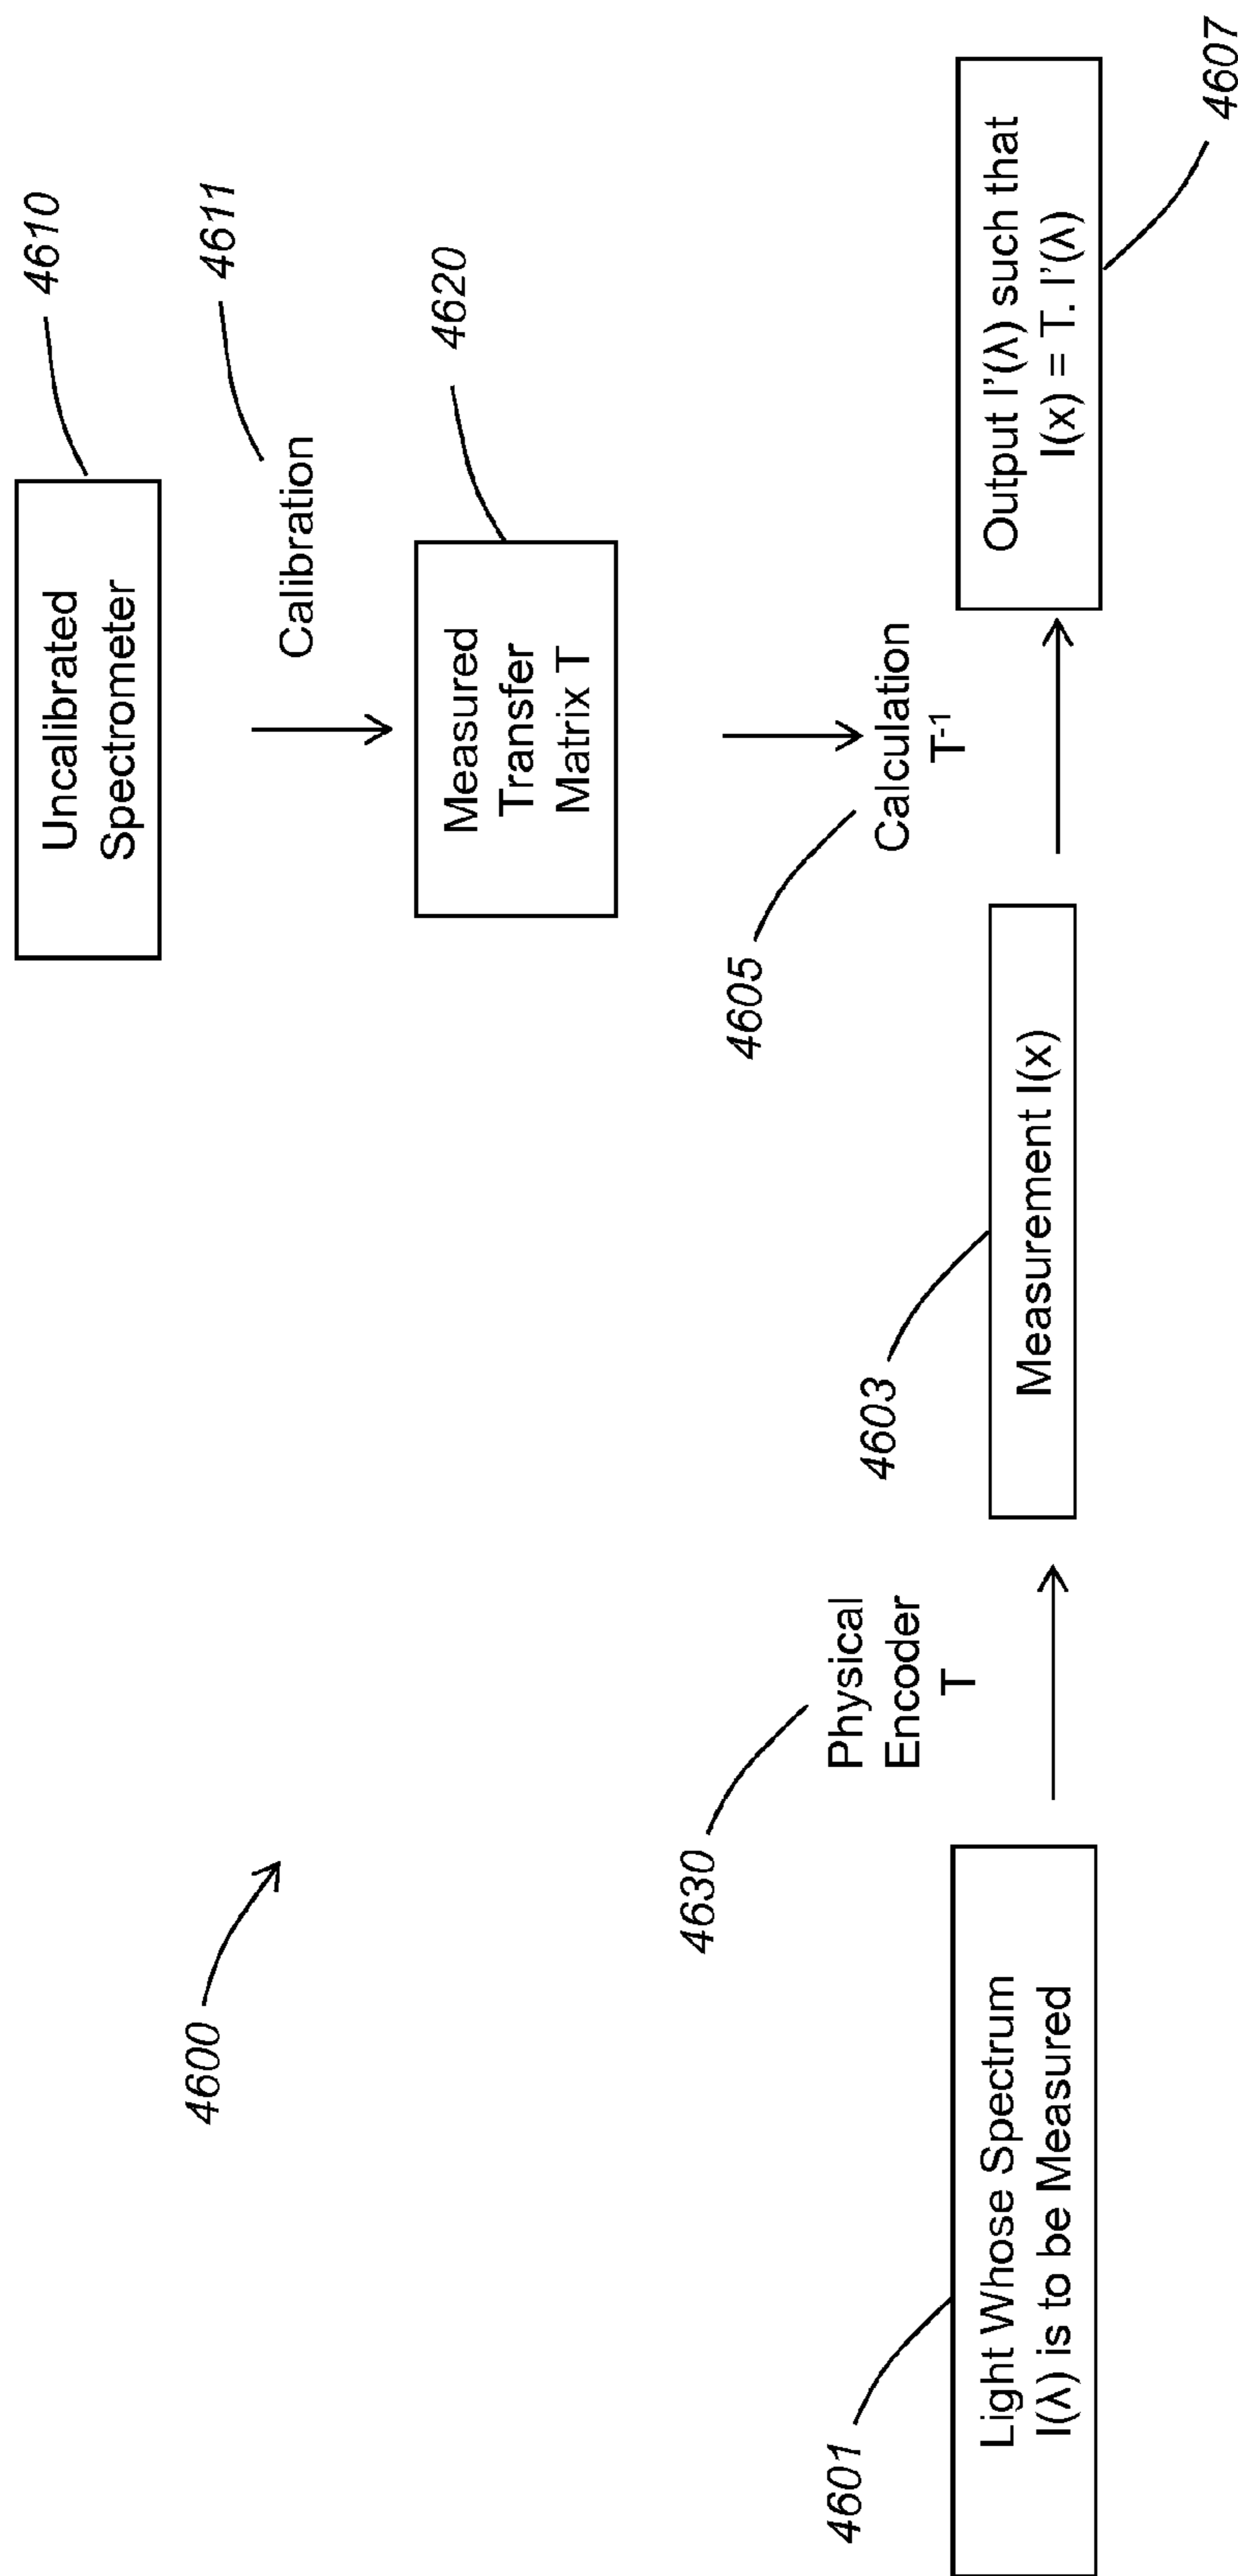 4600
4610
Uncalibrated
Spectrometer
4611
Calibration
4620
Measured
Transfer
Matrix T
4605
Calculation
T-1
4630
Physical
Encoder
T
4603
4601
Light Whose Spectrum
I(λ) is to be Measured
Measurement I(x)
Output I'(λ) such that
I(x) = T. I'(λ)
4607